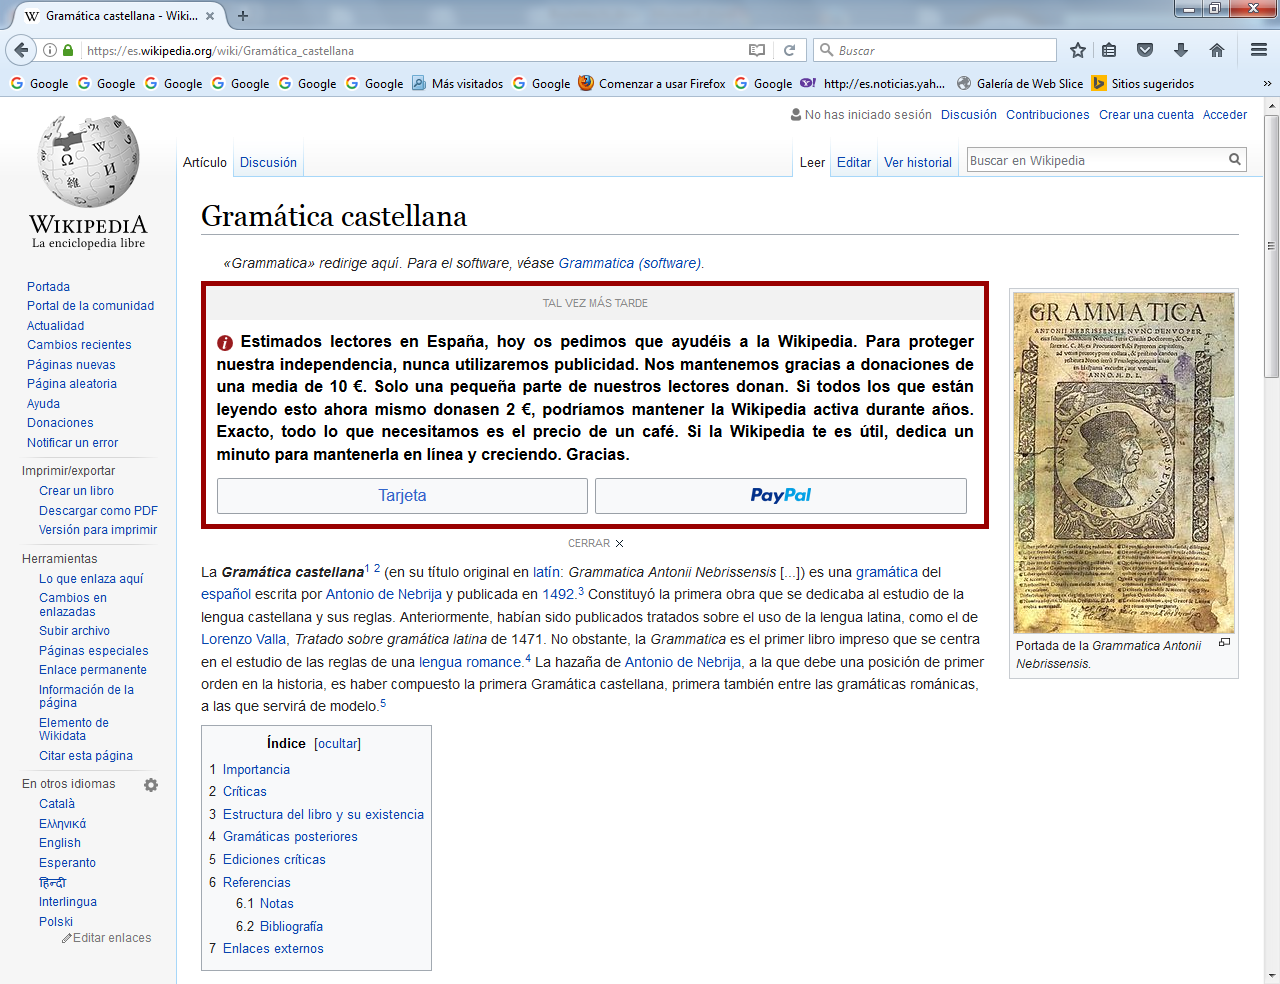 Gramática castellana - Wiki...
https://es.wikipedia.org/wiki/Gramática_castellana
Buscar
Google
Google
Google
Google
Google
Google
Más visitados
Google
Comenzar a usar Firefox
Google
http://es.noticias.yah...
Galería de Web Slice
Sitios sugeridos
No has iniciado sesión Discusión Contribuciones Crear una cuenta Acceder
Artículo Discusión
Leer Editar Ver historial
Buscar en Wikipedia
WIKIPEDIA
La enciclopedia libre
Portada
Portal de la comunidad
Actualidad
Cambios recientes
Páginas nuevas
Página aleatoria
Ayuda
Donaciones
Notificar un error
Imprimir/exportar
Crear un libro
Descargar como PDF
Versión para imprimir
Herramientas
Lo que enlaza aquí
Cambios en
enlazadas
Subir archivo
Páginas especiales
Enlace permanente
Información de la
página
Elemento de
Wikidata
Citar esta página
En otros idiomas
Català
Ελληνικά
English
Esperanto
हिन्दी
Interlingua
Polski
Editar enlaces
Gramática castellana
«Grammatica» redirige aquí. Para el software, véase Grammatica (software).
TAL VEZ MÁS TARDE
Estimados lectores en España, hoy os pedimos que ayudéis a la Wikipedia. Para proteger
nuestra independencia, nunca utilizaremos publicidad. Nos mantenemos gracias a donaciones de
una media de 10 €. Solo una pequeña parte de nuestros lectores donan. Si todos los que están
leyendo esto ahora mismo donasen 2 €, podríamos mantener la Wikipedia activa durante años.
Exacto, todo lo que necesitamos es el precio de un café. Si la Wikipedia te es útil, dedica un
minuto para mantenerla en línea y creciendo. Gracias.
Tarjeta
PayPal
CERRAR
La Gramática castellana1 2 (en su título original en latín: Grammatica Antonii Nebrissensis [...]) es una gramática del
español escrita por Antonio de Nebrija y publicada en 1492.3 Constituyó la primera obra que se dedicaba al estudio de la
lengua castellana y sus reglas. Anteriormente, habían sido publicados tratados sobre el uso de la lengua latina, como el de
Lorenzo Valla, Tratado sobre gramática latina de 1471. No obstante, la Grammatica es el primer libro impreso que se centra
en el estudio de las reglas de una lengua romance.4 La hazaña de Antonio de Nebrija, a la que debe una posición de primer
orden en la historia, es haber compuesto la primera Gramática castellana, primera también entre las gramáticas románicas,
a las que servirá de modelo.5
GRAMMATICA
ANTONII NEBRISSENSIS, NVNC DENVO PER
Portada de la Grammatica Antonii
Nebrissensis.
Índice [ocultar]
1 Importancia
2 Críticas
3 Estructura del libro y su existencia
4 Gramáticas posteriores
5 Ediciones críticas
6 Referencias
6.1 Notas
6.2 Bibliografía
7 Enlaces externos